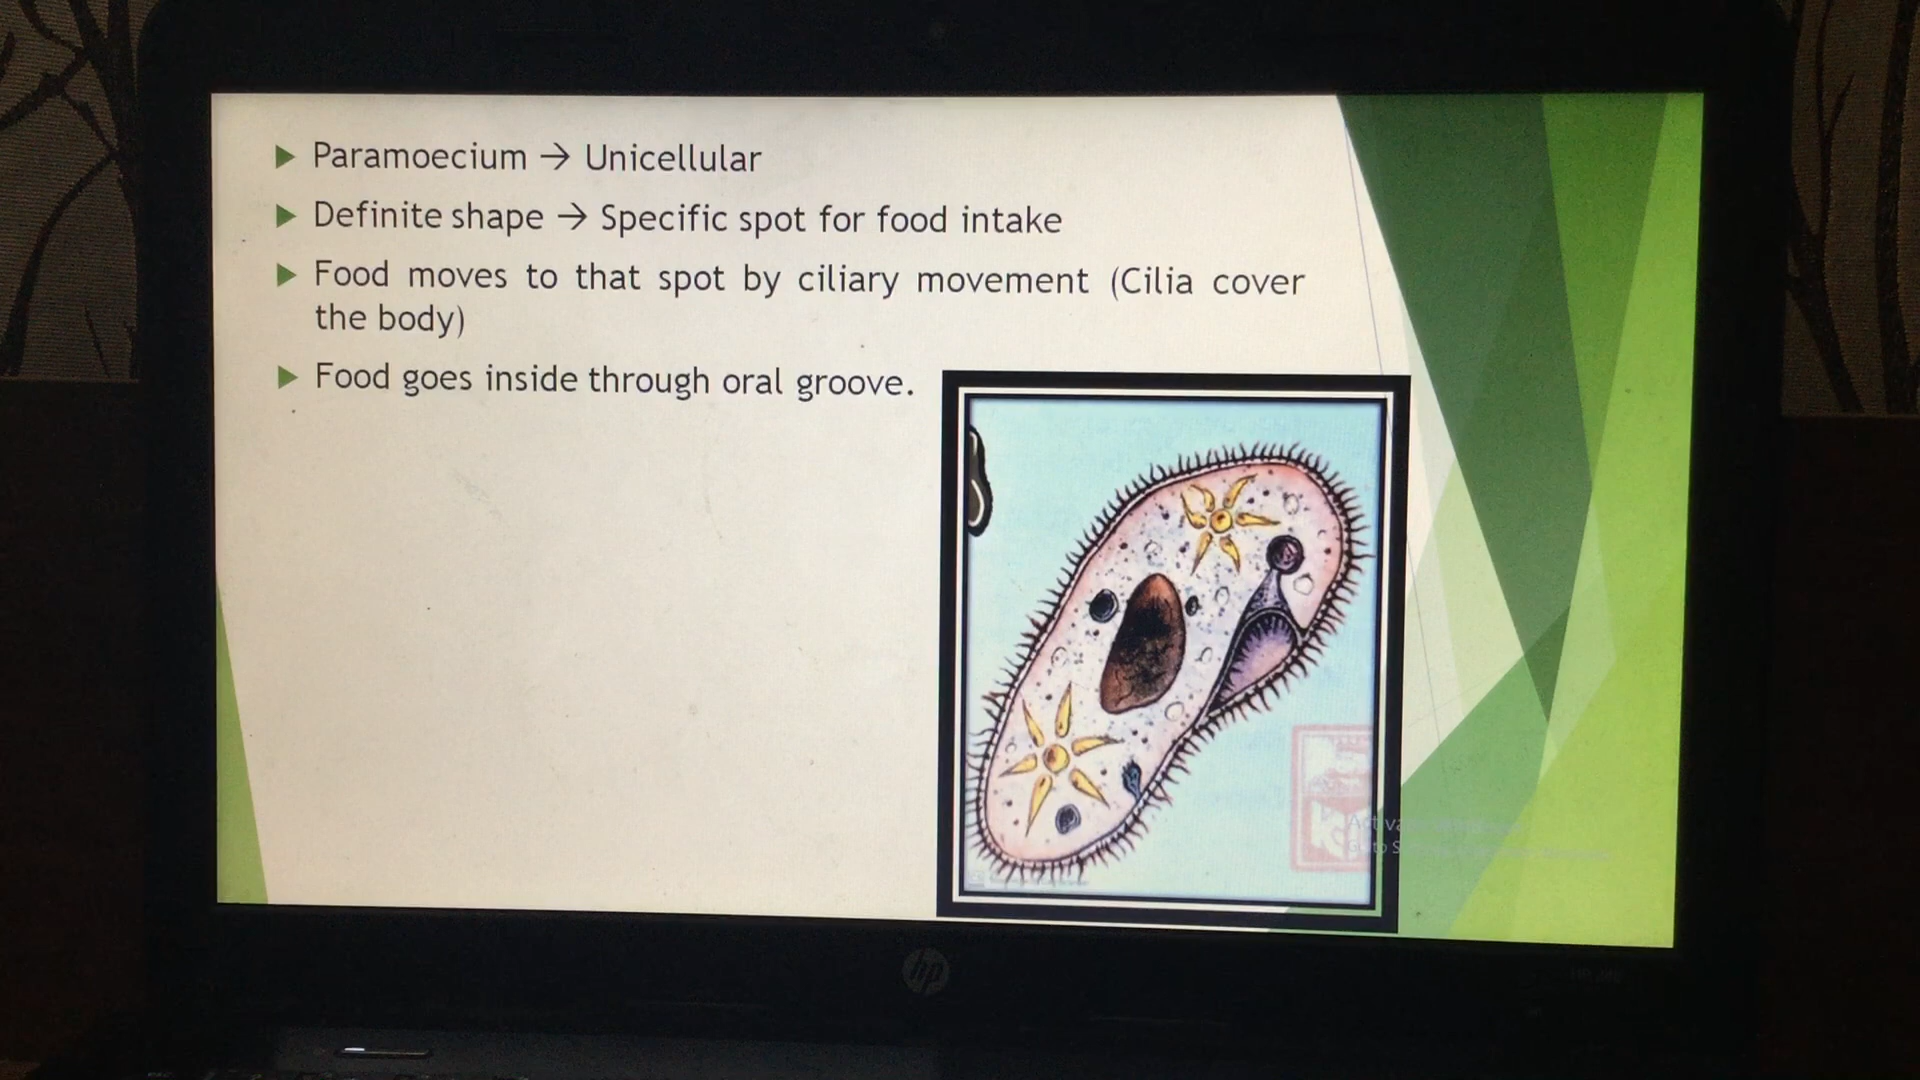 Paramoecium → Unicellular
Definite shape → Specific spot for food intake
Food moves to that spot by ciliary movement (Cilia cover
the body)
Food goes inside through oral groove.
hp